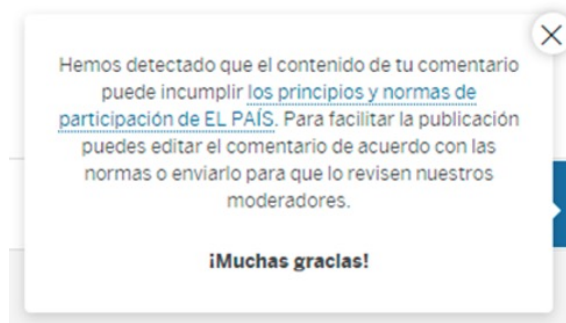 Hemos detectado que el contenido de tu comentario
puede incumplir los principios y normas de
participación de EL PAÍS. Para facilitar la publicación
puedes editar el comentario de acuerdo con las
normas o enviarlo para que lo revisen nuestros
moderadores.
¡Muchas gracias!